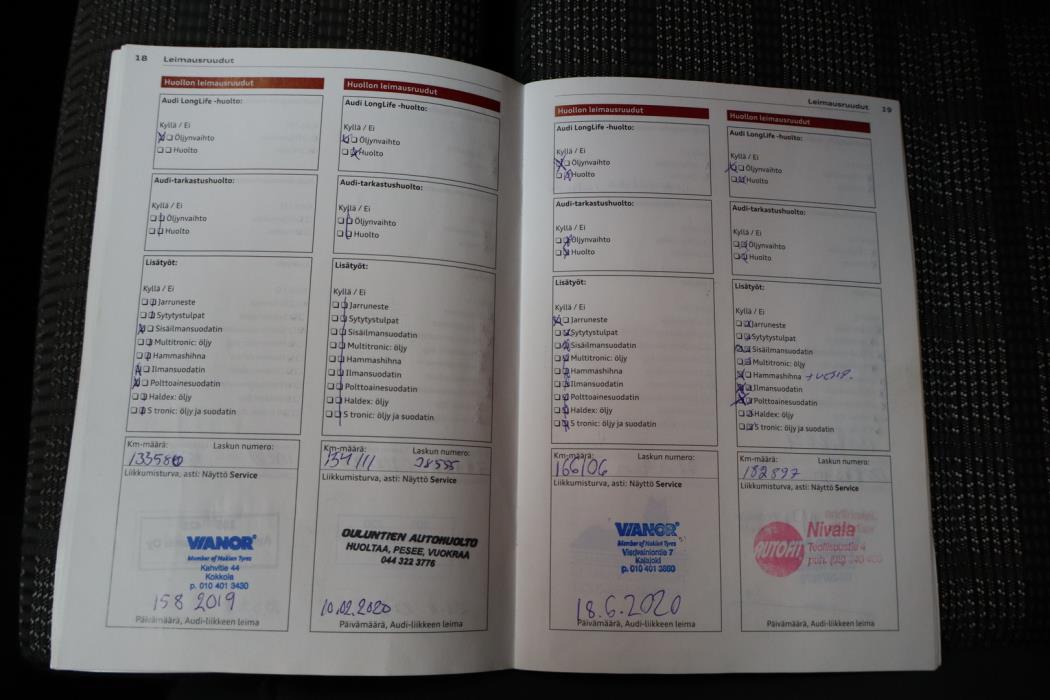 18 Leimausruudut
Huollon leimausruudut
Audi LongLife -huolto:
Kyllä / Ei
Öljynvaihto
Huolto
Audi-tarkastushuolto:
Kyllä / Ei
Öljynvaihto
Huolto
Lisätyöt:
Kyllä / Ei
Jarruneste
Sytytystulpat
Sisäilmansuodatin
Multitronic: öljy
Hammashihna
Ilmansuodatin
Polttoainesuodatin
Haldex: öljy
S tronic: öljy ja suodatin
Km-määrä: Laskun numero:
133580
Liikkumisturva, asti: Näyttö Service
VIANOR
Member of Nokian Tyres
Kahvitie 44
Kokkola
p. 010 401 3430
15 8 2019
Päivämäärä, Audi-liikkeen leima
Huollon leimausruudut
Audi LongLife -huolto:
Kyllä / Ei
Öljynvaihto
Huolto
Audi-tarkastushuolto:
Kyllä / Ei
Öljynvaihto
Huolto
Lisätyöt:
Kyllä / Ei
Jarruneste
Sytytystulpat
Sisäilmansuodatin
Multitronic: öljy
Hammashihna
Ilmansuodatin
Polttoainesuodatin
Haldex: öljy
S tronic: öljy ja suodatin
Km-määrä: Laskun numero:
154 111 28555
Liikkumisturva, asti: Näyttö Service
OULUNTIEN AUTOHUOLTO
HUOLTAA, PESEE, VUOKRAA
044 322 3776
10.02.2020
Päivämäärä, Audi-liikkeen leima
Leimausruudut 19
Huollon leimausruudut
Audi LongLife -huolto:
Kyllä / Ei
Öljynvaihto
Huolto
Audi-tarkastushuolto:
Kyllä / Ei
Öljynvaihto
Huolto
Lisätyöt:
Kyllä / Ei
Jarruneste
Sytytystulpat
Sisäilmansuodatin
Multitronic: öljy
Hammashihna
Ilmansuodatin
Polttoainesuodatin
Haldex: öljy
S tronic: öljy ja suodatin
Km-määrä: Laskun numero:
166106
Liikkumisturva, asti: Näyttö Service
VIANOR
Member of Nokian Tyres
7
Kalajoki
p. 010 401
18.6.2020
Päivämäärä, Audi-liikkeen leima
Huollon leimausruudut
Audi LongLife -huolto:
Kyllä / Ei
Öljynvaihto
Huolto
Audi-tarkastushuolto:
Kyllä / Ei
Öljynvaihto
Huolto
Lisätyöt:
Kyllä / Ei
Jarruneste
Sytytystulpat
Sisäilmansuodatin
Multitronic: öljy
Hammashihna
Ilmansuodatin
Polttoainesuodatin
Haldex: öljy
S tronic: öljy ja suodatin
Km-määrä: Laskun numero:
182897
Liikkumisturva, asti: Näyttö Service
AUTOFIT
Nivala
Teollisuustie 4
Päivämäärä, Audi-liikkeen leima